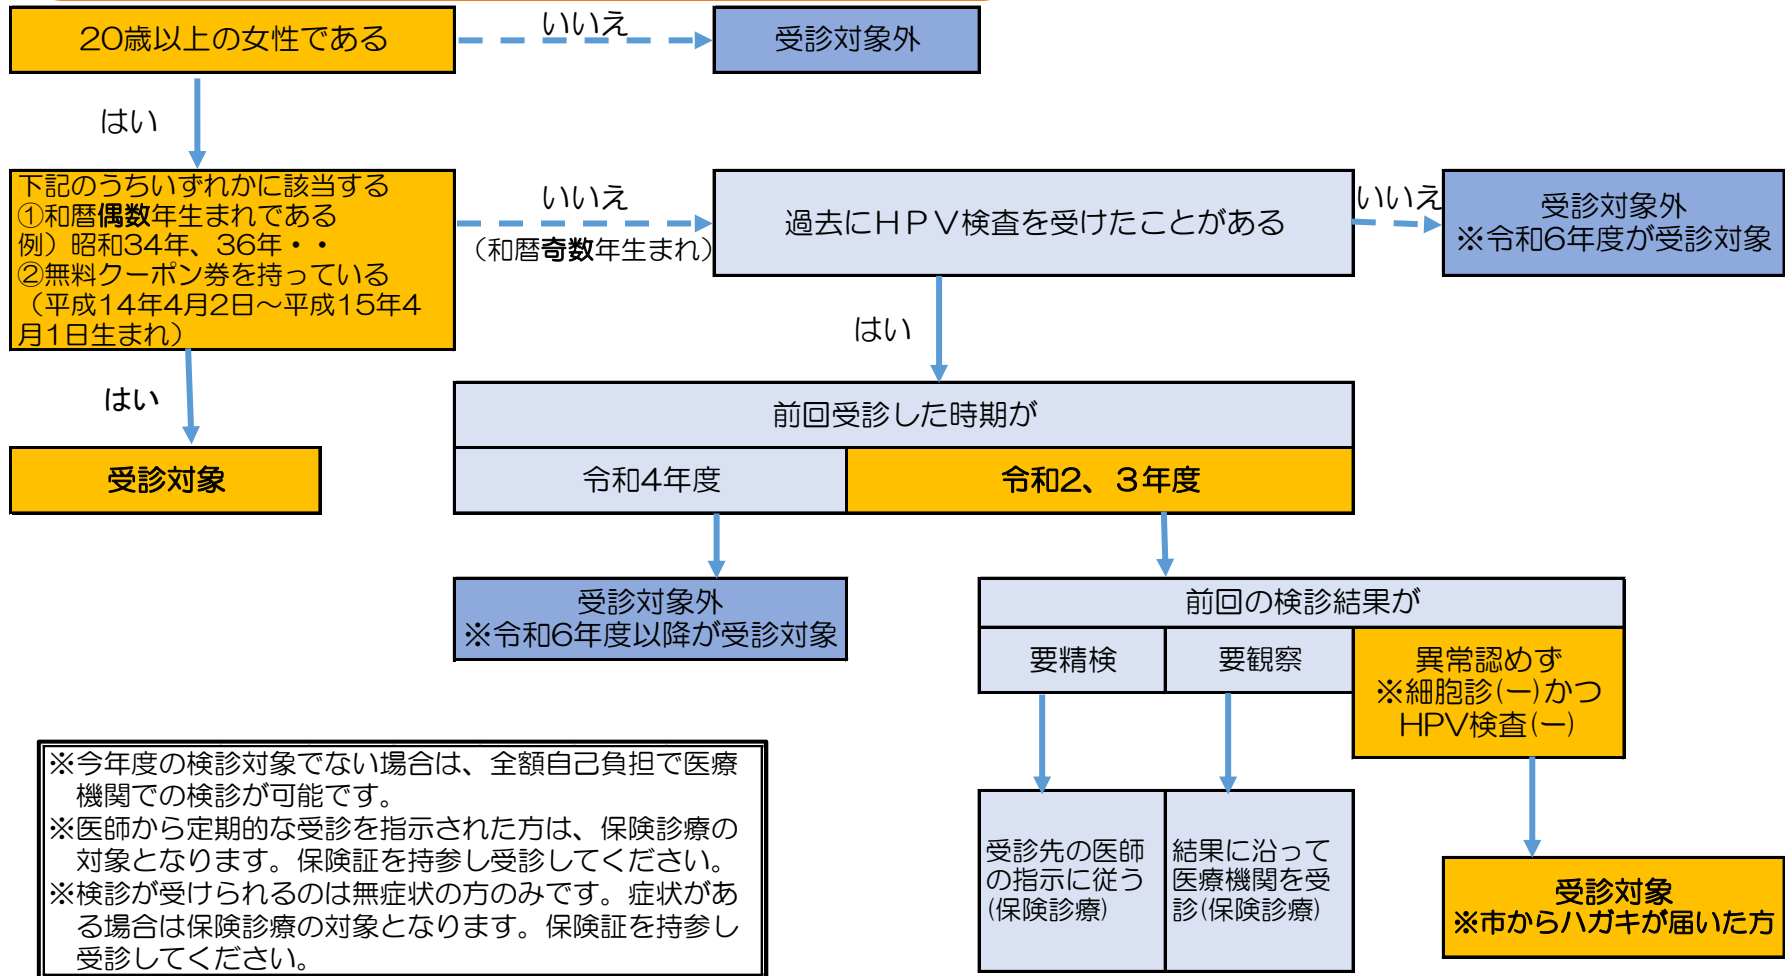 20歳以上の女性である
いいえ
受診対象外
はい
下記のうちいずれかに該当する
①和暦偶数年生まれである
例）昭和34年、36年・・
②無料クーポン券を持っている
（平成14年4月2日～平成15年4
月1日生まれ）
いいえ
（和暦奇数年生まれ）
過去にＨＰＶ検査を受けたことがある
いいえ
受診対象外
※令和6年度が受診対象
はい
受診対象
はい
前回受診した時期が
令和4年度
令和2、3年度
受診対象外
※令和6年度以降が受診対象
前回の検診結果が
要精検
要観察
異常認めず
※細胞診(ー)かつ
HPV検査(ー)
受診先の医師
の指示に従う
(保険診療)
結果に沿って
医療機関を受
診(保険診療)
受診対象
※市からハガキが届いた方
※今年度の検診対象でない場合は、全額自己負担で医療
機関での検診が可能です。
※医師から定期的な受診を指示された方は、保険診療の
対象となります。保険証を持参し受診してください。
※検診が受けられるのは無症状の方のみです。症状があ
る場合は保険診療の対象となります。保険証を持参し
受診してください。